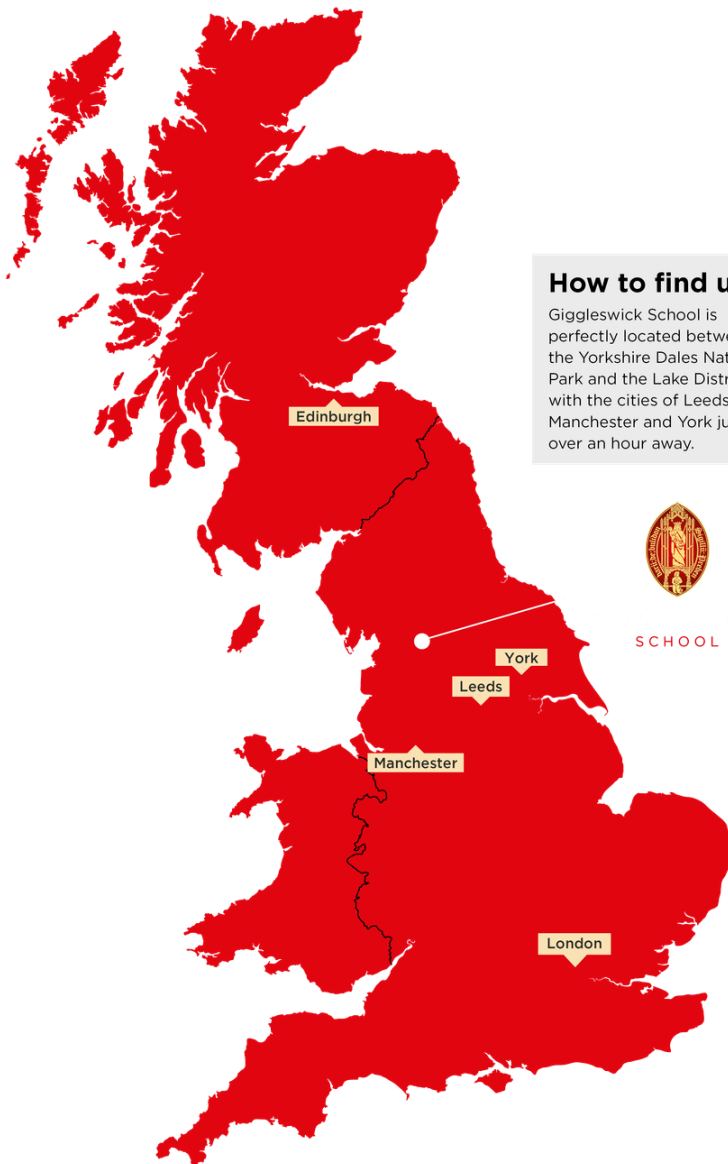 How to find u
Giggleswick School is
perfectly located betwe
the Yorkshire Dales Nat
Park and the Lake Distr
with the cities of Leeds
Manchester and York ju
over an hour away.
Edinburgh
SCHOOL
York
Leeds
Manchester
London